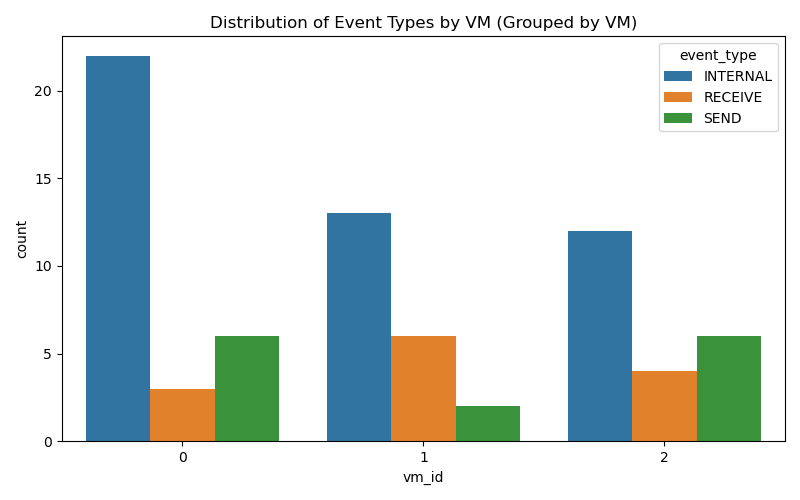 Distribution of Event Types by VM (Grouped by VM)
event_type
INTERNAL
RECEIVE
SEND
count
20
15
10
5
0
0 1 2
vm_id